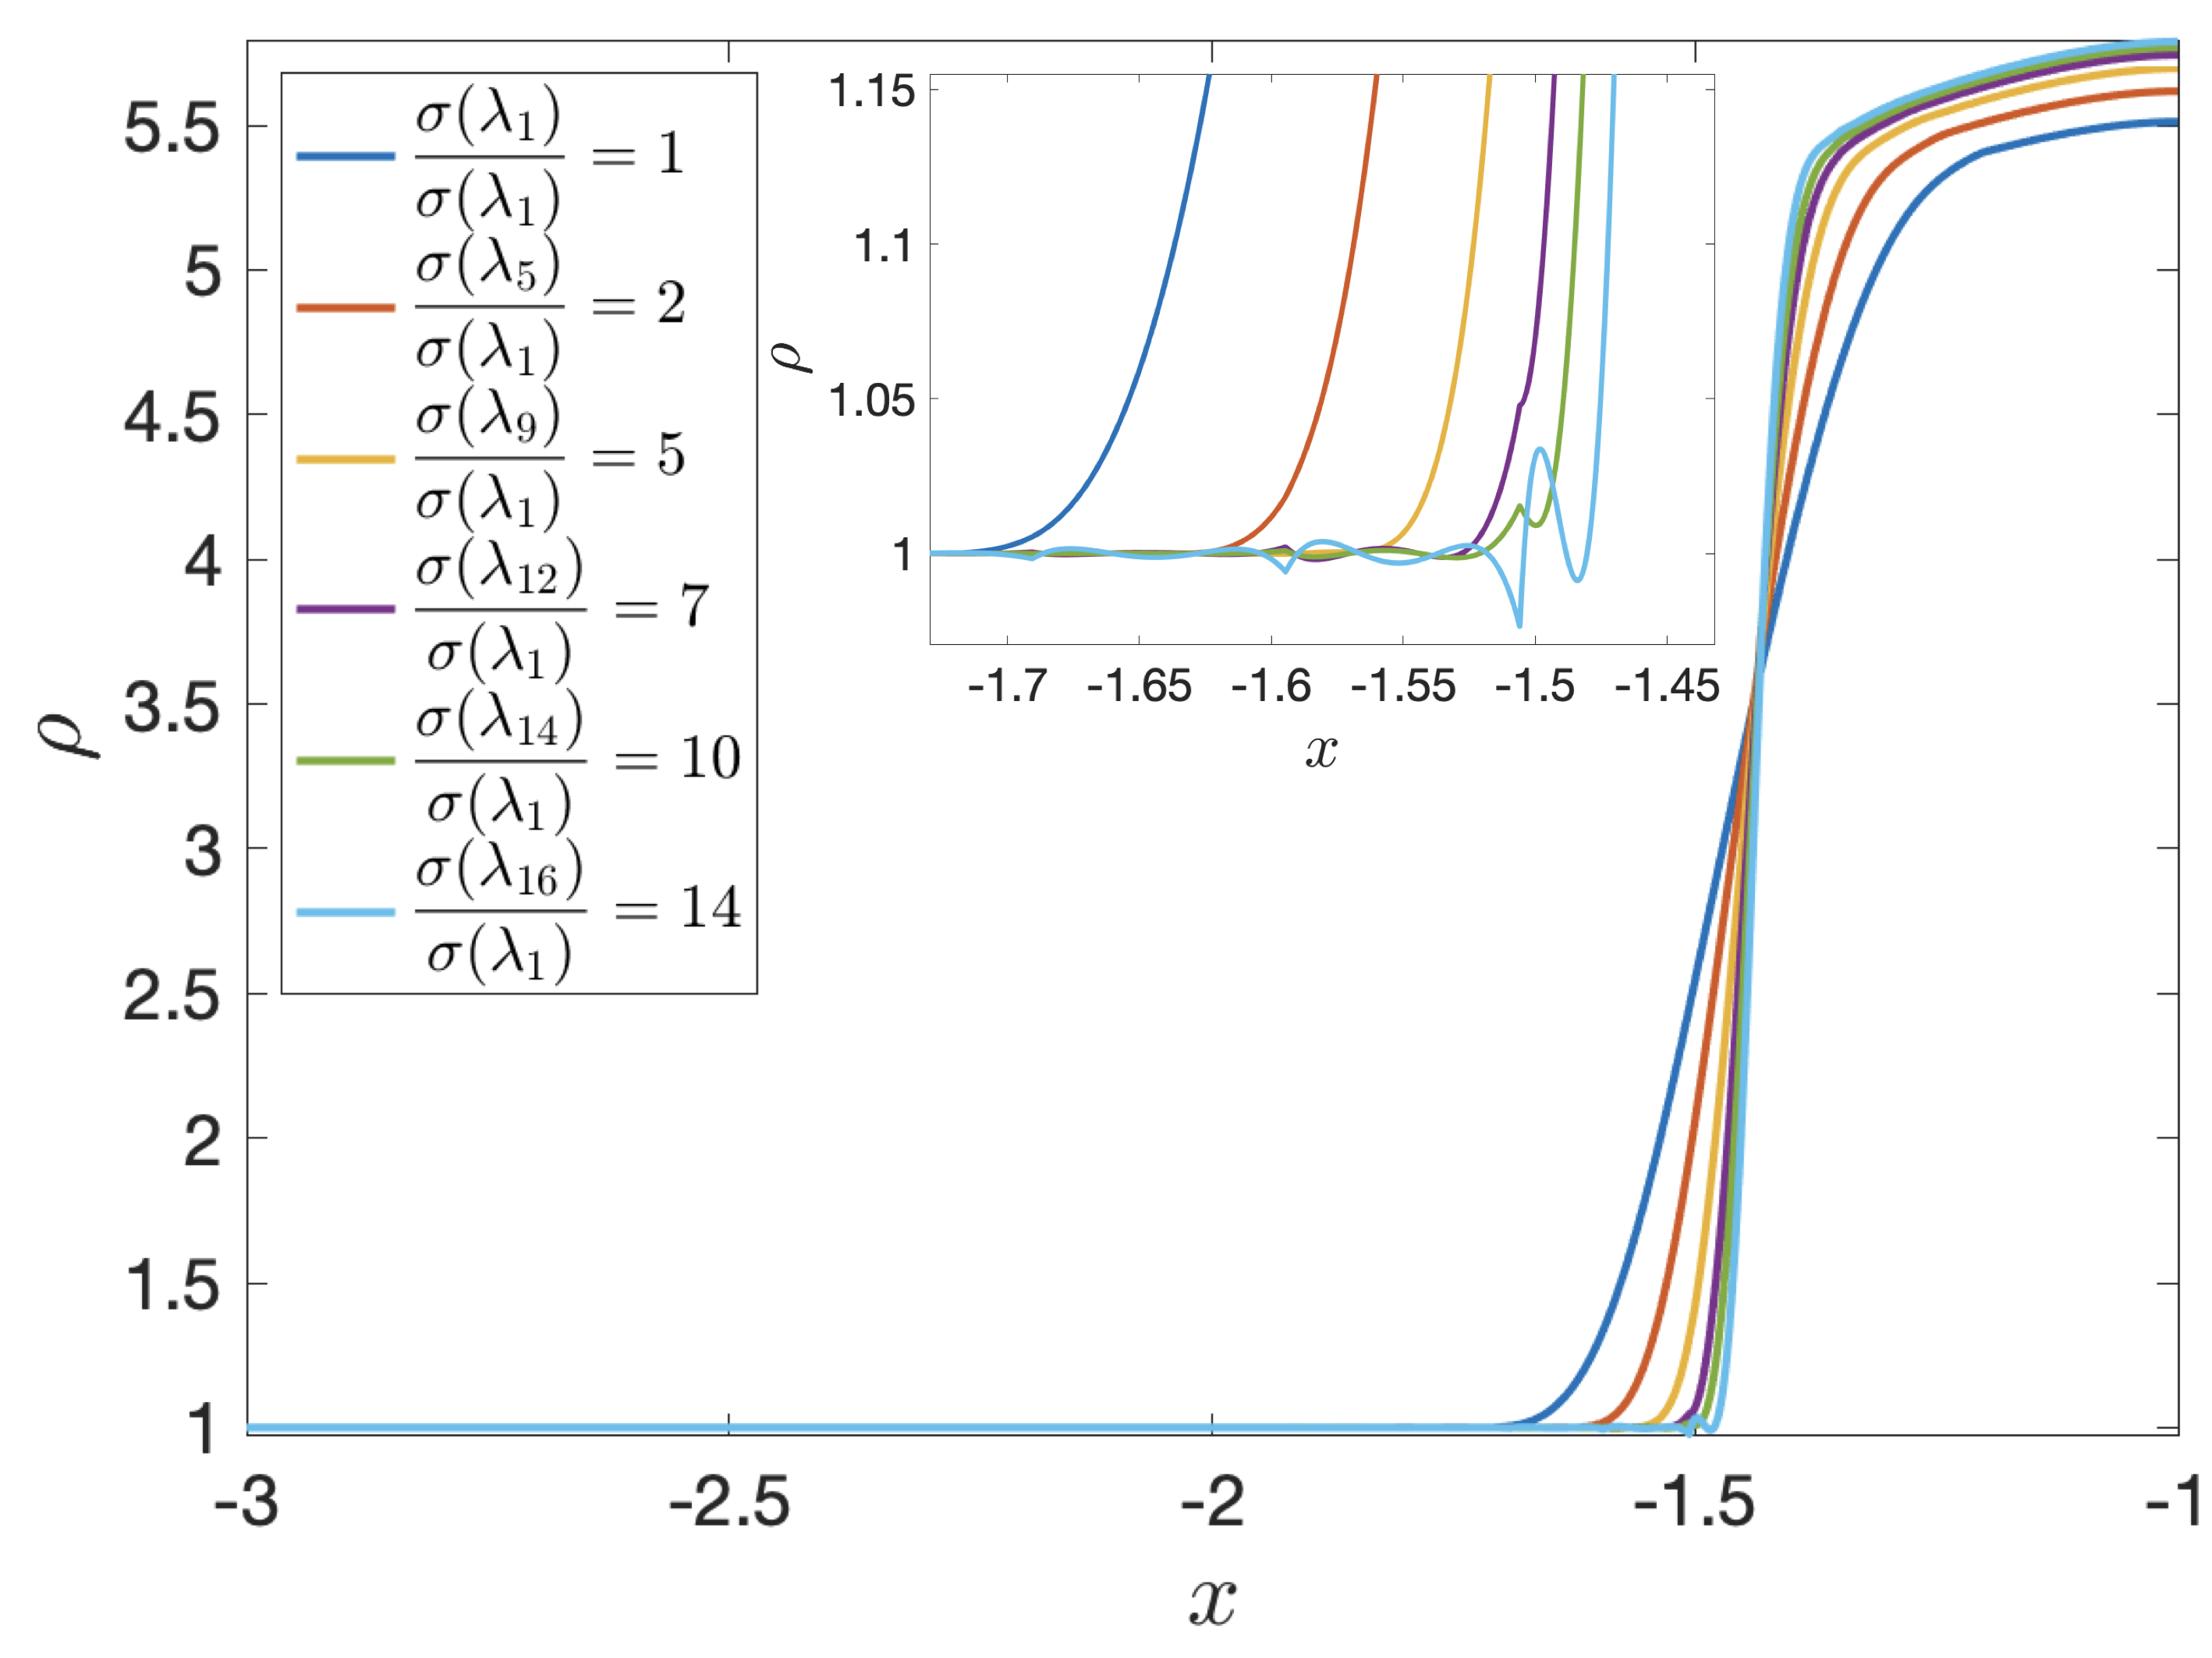 5.5
5
4.5
4
3.5
3
2.5
2
1.5
1
ρ
-3
-2.5
-2
-1.5
-1
x
σ(λ₁)/σ(λ₁) = 1
σ(λ₅)/σ(λ₁) = 2
σ(λ₉)/σ(λ₁) = 5
σ(λ₁₂)/σ(λ₁) = 7
σ(λ₁₄)/σ(λ₁) = 10
σ(λ₁₆)/σ(λ₁) = 14
1.15
1.1
1.05
1
ρ
-1.7
-1.65
-1.6
-1.55
-1.5
-1.45
x